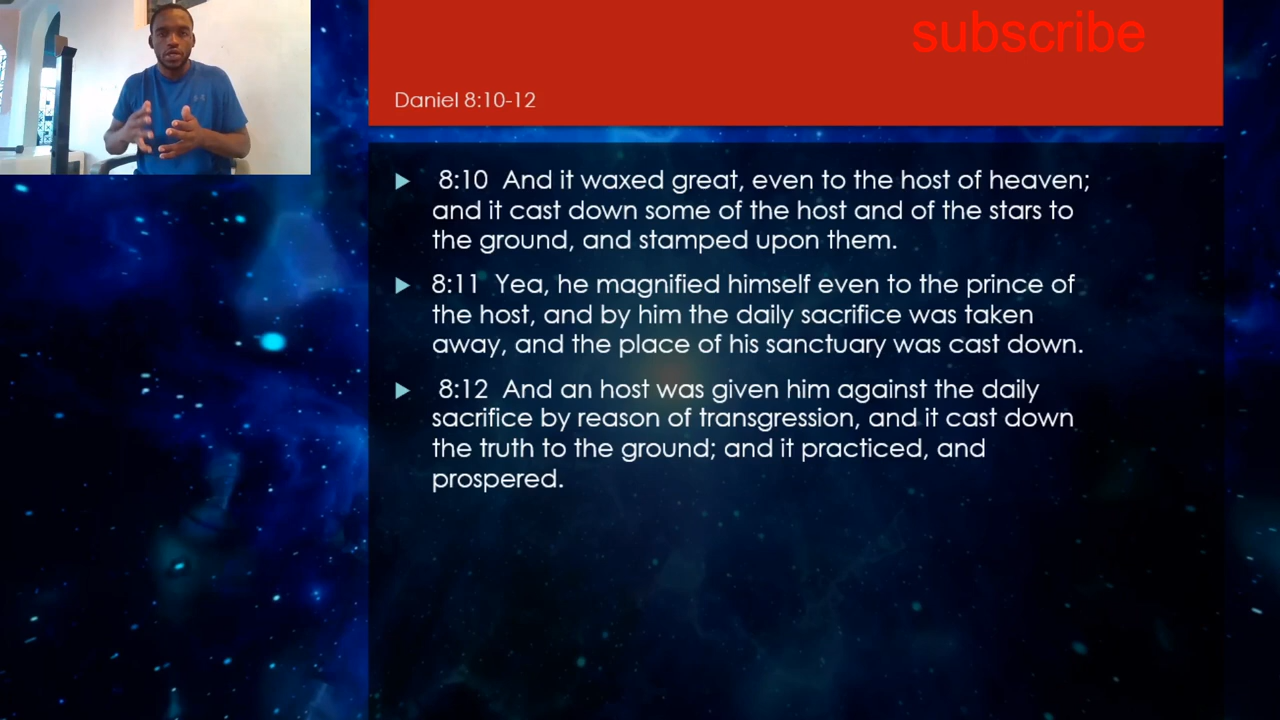 subscribe
Daniel 8:10-12
8:10 And it waxed great, even to the host of heaven;
and it cast down some of the host and of the stars to
the ground, and stamped upon them.
8:11 Yea, he magnified himself even to the prince of
the host, and by him the daily sacrifice was taken
away, and the place of his sanctuary was cast down.
8:12 And an host was given him against the daily
sacrifice by reason of transgression, and it cast down
the truth to the ground; and it practiced, and
prospered.